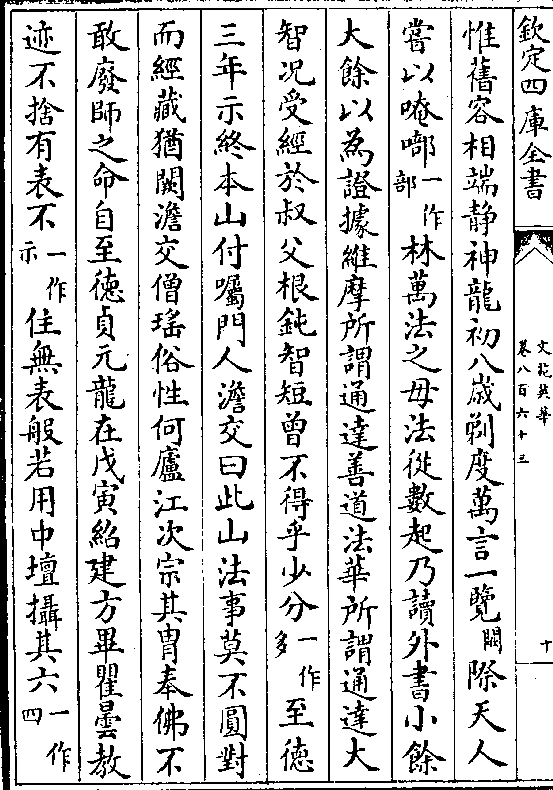 欽定四庫全書
文苑英華
卷八百六十三
十
惟舊容相端静神龍初八歲剃度萬言一覽闕際天人
嘗以唵㘕一作部林萬法之毋法從數起乃讀外書小餘
大餘以為證據維摩所謂通達善道法華所謂通達大
智况受經於叔父根鈍智短曾不得乎少分一作多至德
三年示終本山付囑門人澹交曰此山法事莫不圓對
而經藏猶闕澹交僧瑤俗性何廬江次宗其胄奉佛不
敢廢師之命自至徳貞元龍在戊寅紿建方畢瞿曇教
迹不捨有表不一作示住無表般若用中壇攝其六一作四